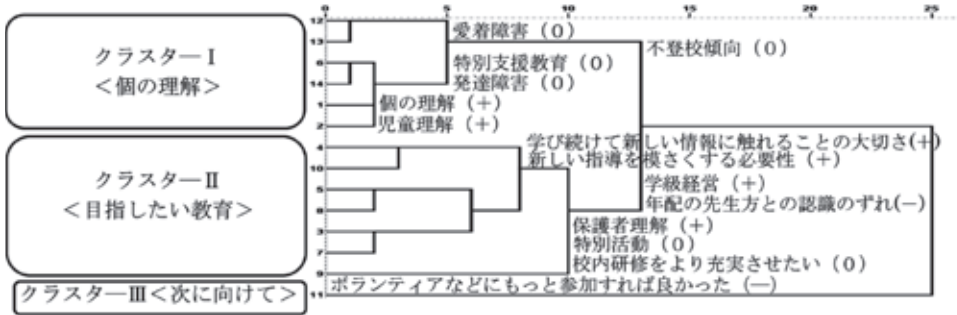 0 5 10 15 20 25
クラスターⅠ
＜個の理解＞
クラスターⅡ
＜目指したい教育＞
クラスターⅢ＜次に向けて＞
12 愛着障害（0）
13 不登校傾向（0）
6 特別支援教育（0）
14 発達障害（0）
1 個の理解（+）
2 児童理解（+）
4 学び続けて新しい情報に触れることの大切さ(+)
10 新しい指導を模さくする必要性（+）
5 学級経営（+）
8 年配の先生方との認識のずれ(−)
3 保護者理解（+）
7 特別活動（0）
9 校内研修をより充実させたい（0）
11 ボランティアなどにもっと参加すれば良かった（―）